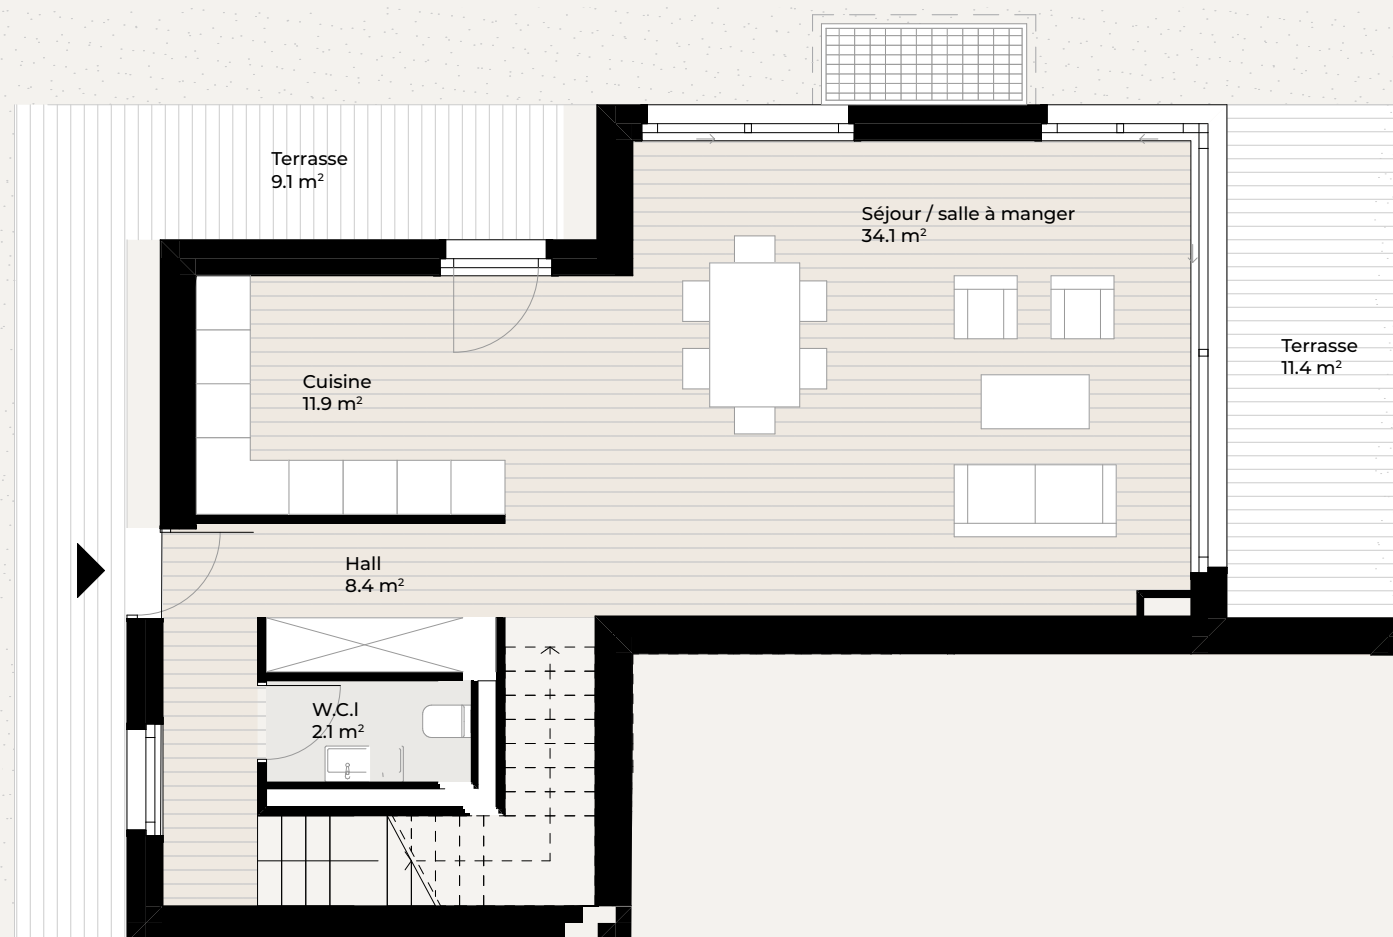 Terrasse
9.1 m²
Séjour / salle à manger
34.1 m²
Terrasse
11.4 m²
Cuisine
11.9 m²
Hall
8.4 m²
W.C.I
2.1 m²